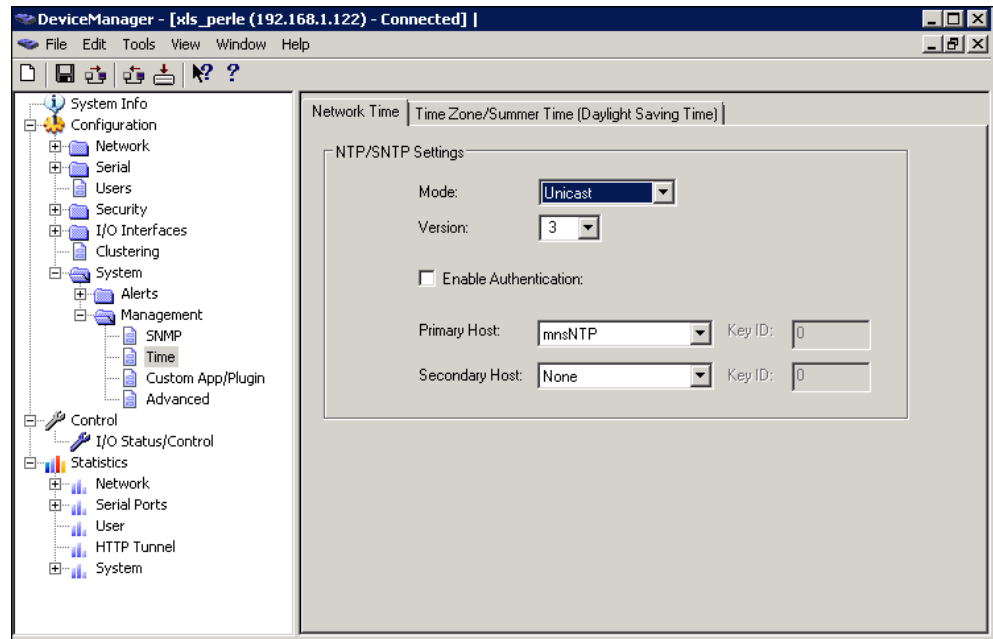 DeviceManager - [xls_perle (192.168.1.122) - Connected] |
File Edit Tools View Window Help
System Info
Configuration
Network
Serial
Users
Security
I/O Interfaces
Clustering
System
Alerts
Management
SNMP
Time
Custom App/Plugin
Advanced
Control
I/O Status/Control
Statistics
Network
Serial Ports
User
HTTP Tunnel
System
Network Time
Time Zone/Summer Time (Daylight Saving Time)
NTP/SNTP Settings
Mode: Unicast
Version: 3
Enable Authentication:
Primary Host: mnsNTP Key ID: 0
Secondary Host: None Key ID: 0